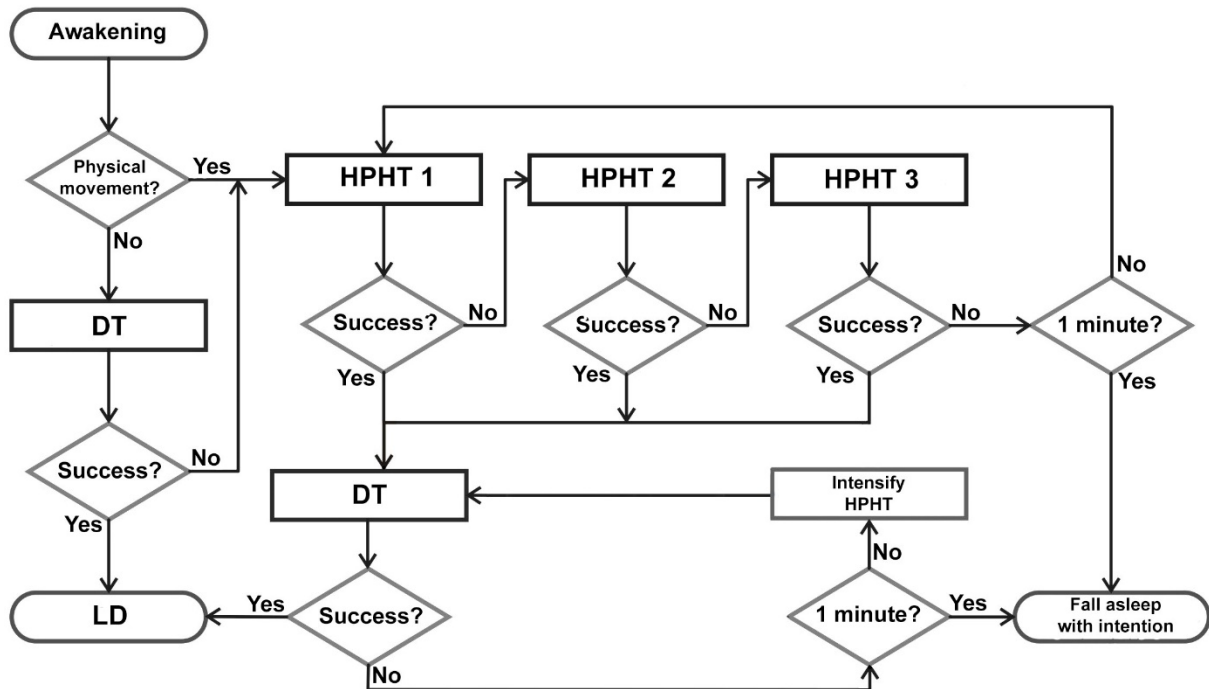 Awakening
Physical
movement?
Yes
No
HPHT 1
HPHT 2
HPHT 3
No
DT
Success?
No
Success?
No
Success?
No
1 minute?
Yes
Yes
Yes
Yes
Success?
No
Yes
DT
Intensify
HPHT
No
LD
Yes
Success?
No
1 minute?
Yes
Fall asleep
with intention